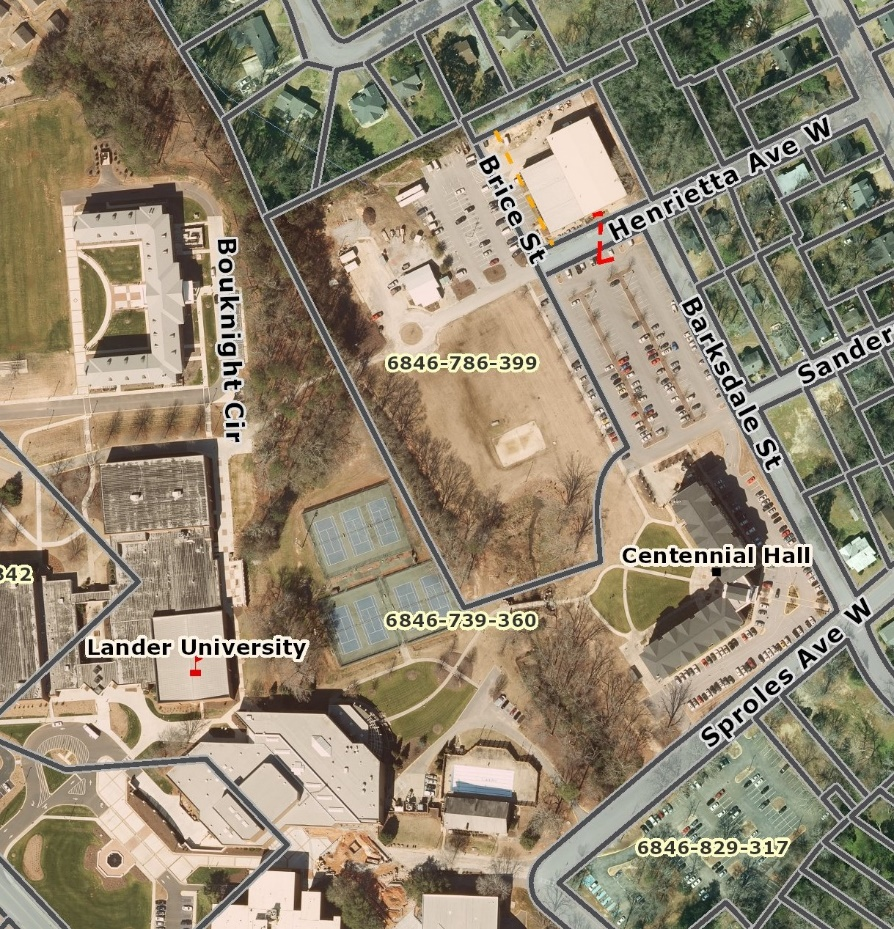 Henrietta Ave W
Brice St
Bouknight Cir
Barksdale St
Sander
6846-786-399
Centennial Hall
342
6846-739-360
Lander University
Sproles Ave W
6846-829-317